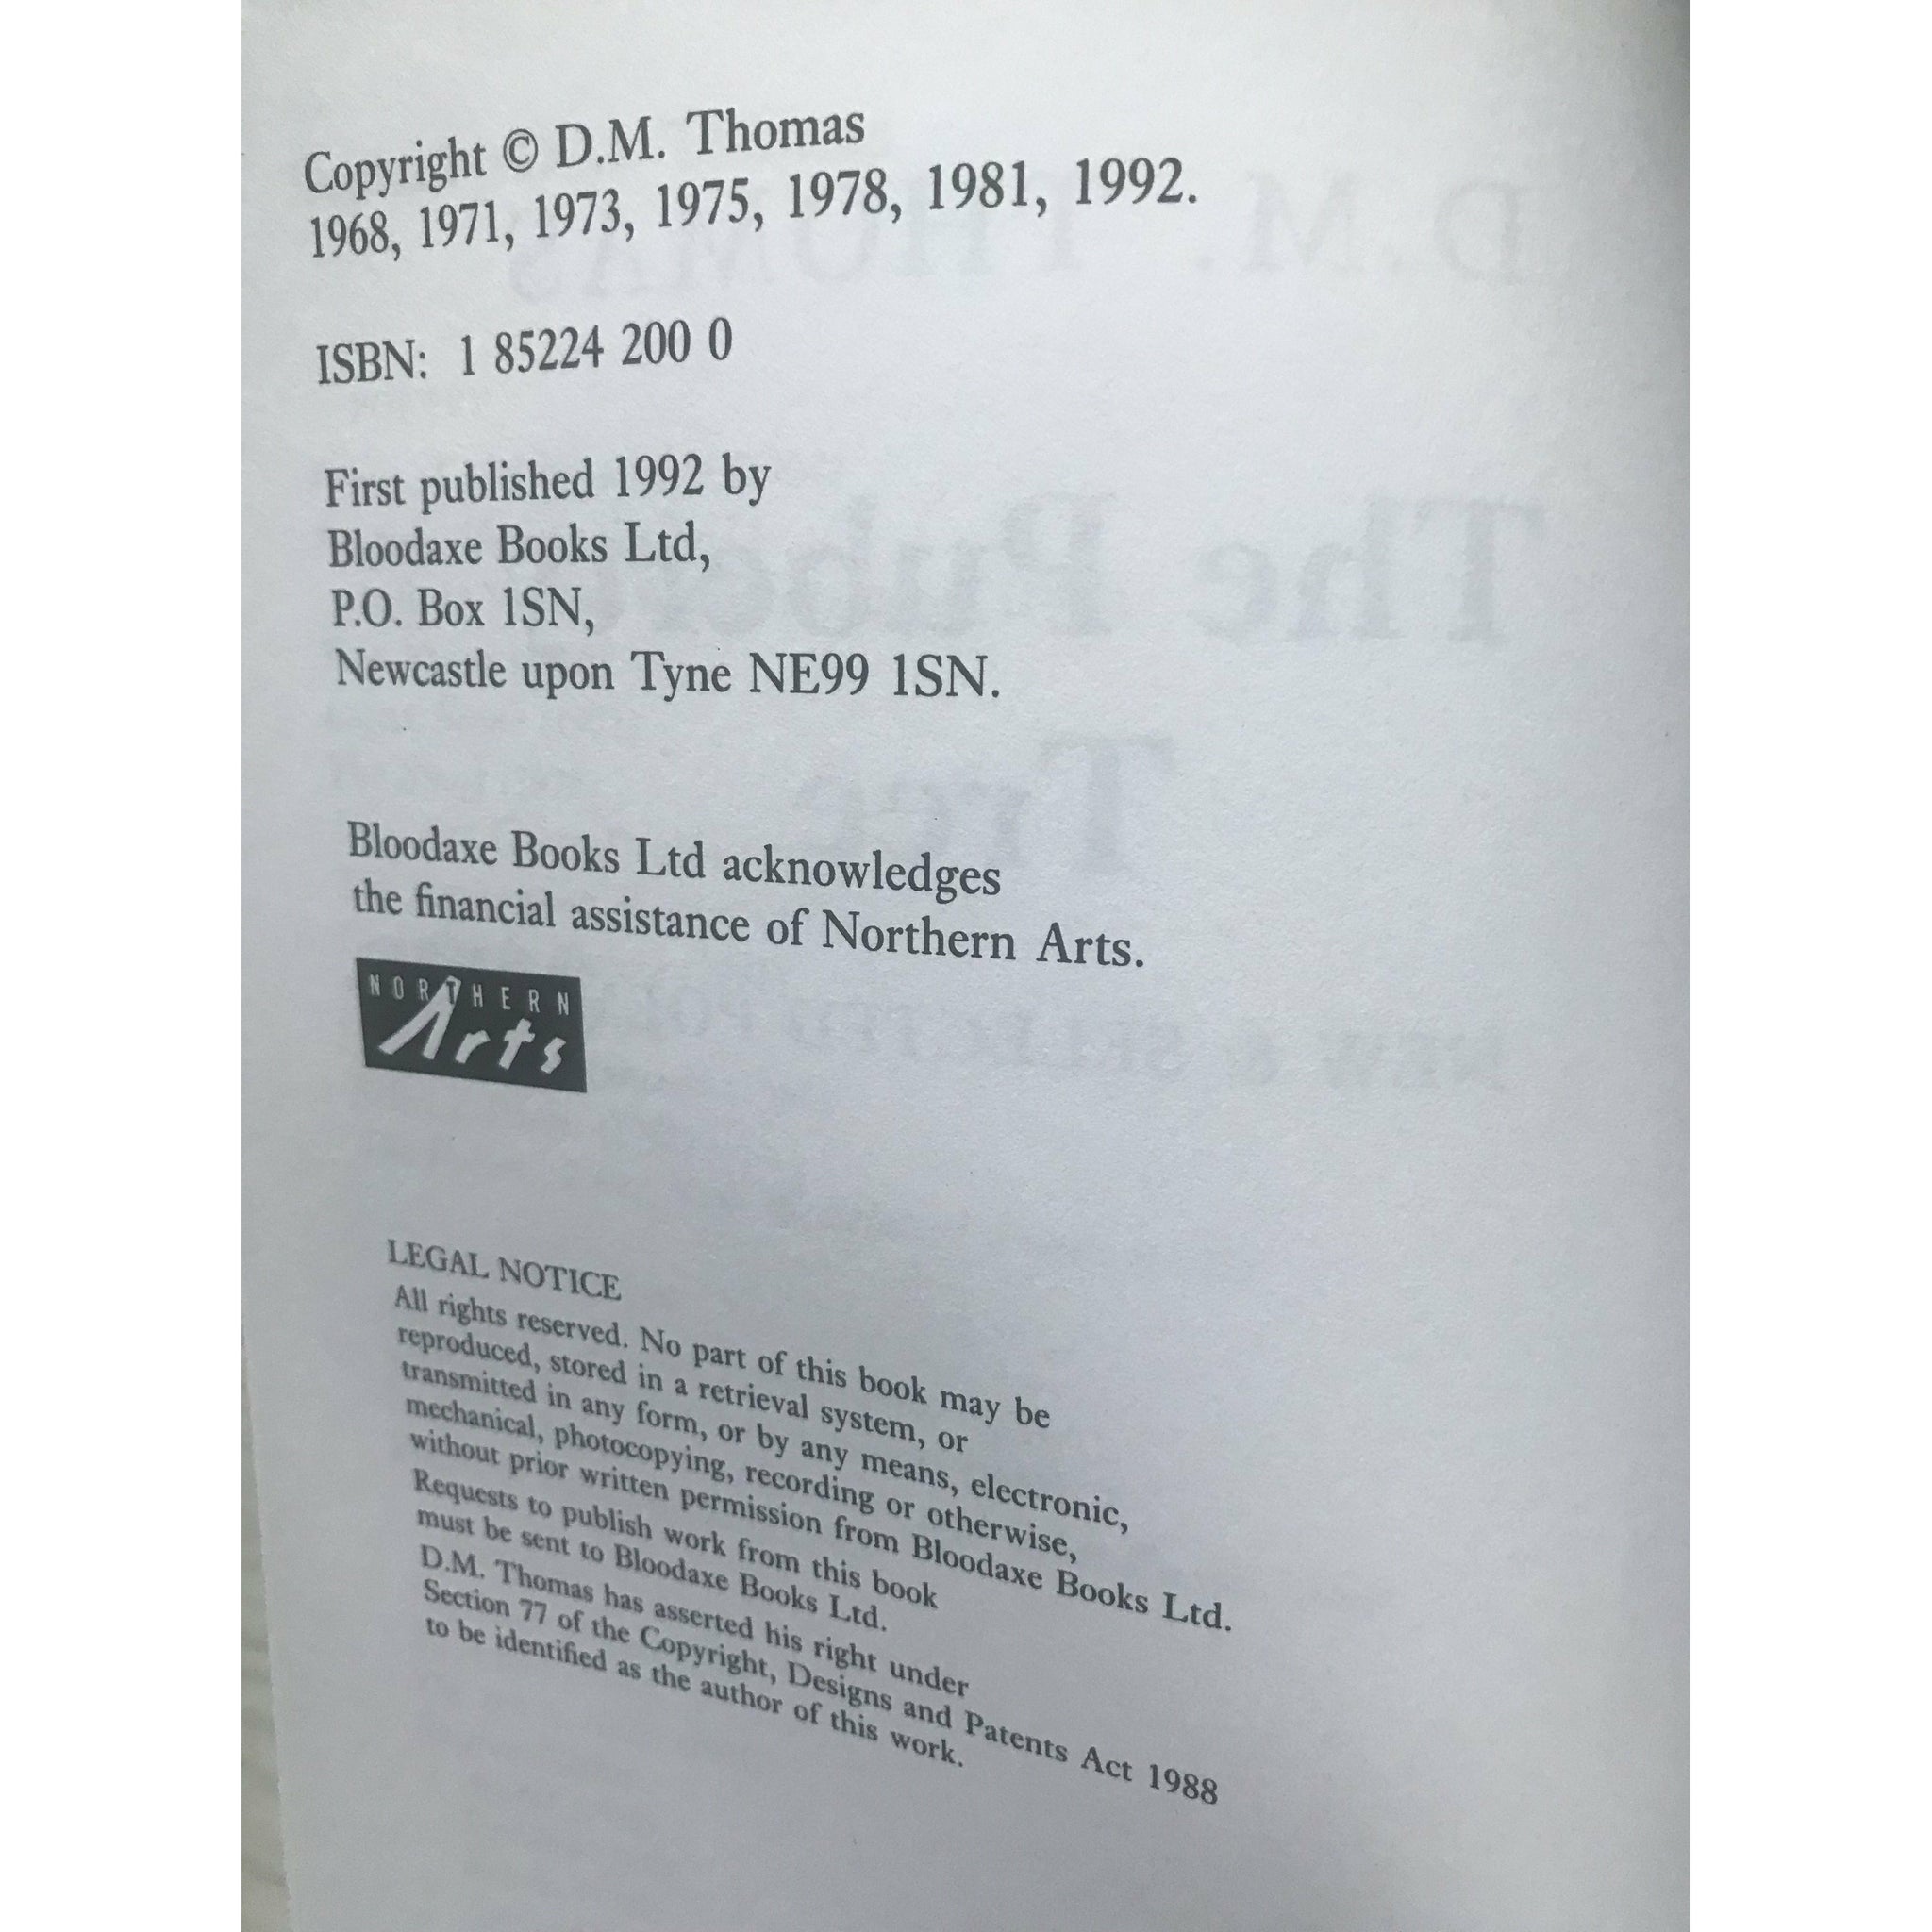 Copyright © D.M. Thomas
1968, 1971, 1973, 1975, 1978, 1981, 1992.
ISBN: 1 85224 200 0
First published 1992 by
Bloodaxe Books Ltd,
P.O. Box 1SN,
Newcastle upon Tyne NE99 1SN.
Bloodaxe Books Ltd acknowledges
the financial assistance of Northern Arts.
NORTHERN
Arts
LEGAL NOTICE
All rights reserved. No part of this book may be
reproduced, stored in a retrieval system, or
transmitted in any form, or by any means, electronic,
mechanical, photocopying, recording or otherwise,
without prior written permission from Bloodaxe Books Ltd.
Requests to publish work from this book
must be sent to Bloodaxe Books Ltd.
D.M. Thomas has asserted his right under
Section 77 of the Copyright, Designs and Patents Act 1988
to be identified as the author of this work.